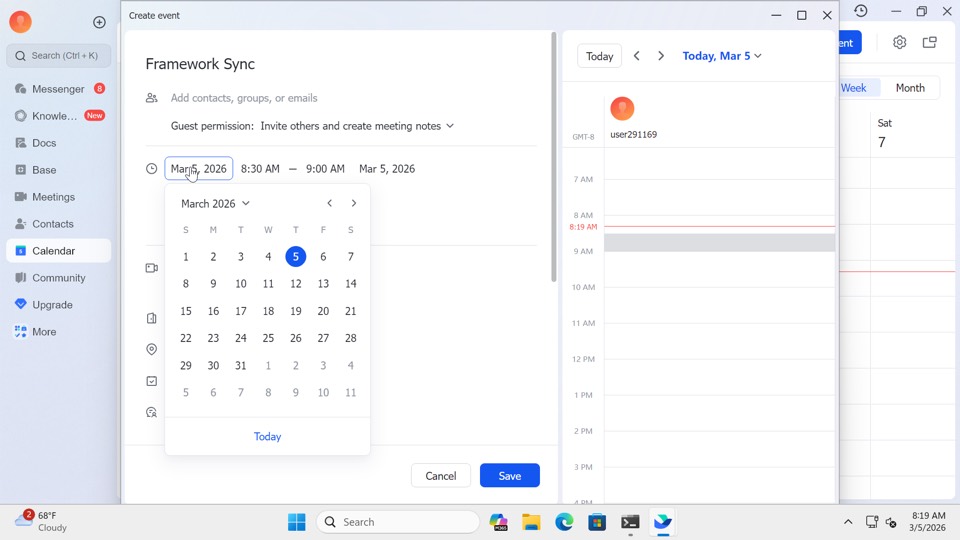 Create event
Search (Ctrl + K)
Messenger 8
Knowle... New
Docs
Base
Meetings
Contacts
Calendar
Community
Upgrade
More
Framework Sync
Add contacts, groups, or emails
Guest permission: Invite others and create meeting notes
Mar 5, 2026 8:30 AM — 9:00 AM Mar 5, 2026
March 2026
S M T W T F S
1 2 3 4 5 6 7
8 9 10 11 12 13 14
15 16 17 18 19 20 21
22 23 24 25 26 27 28
29 30 31 1 2 3 4
5 6 7 8 9 10 11
Today
Cancel Save
Today Today, Mar 5
GMT-8 user291169
7 AM
8 AM
8:19 AM
9 AM
10 AM
11 AM
12 PM
1 PM
2 PM
3 PM
4 PM
ent
Week Month
Sat
7
2
68°F
Cloudy
Search
8:19 AM
3/5/2026